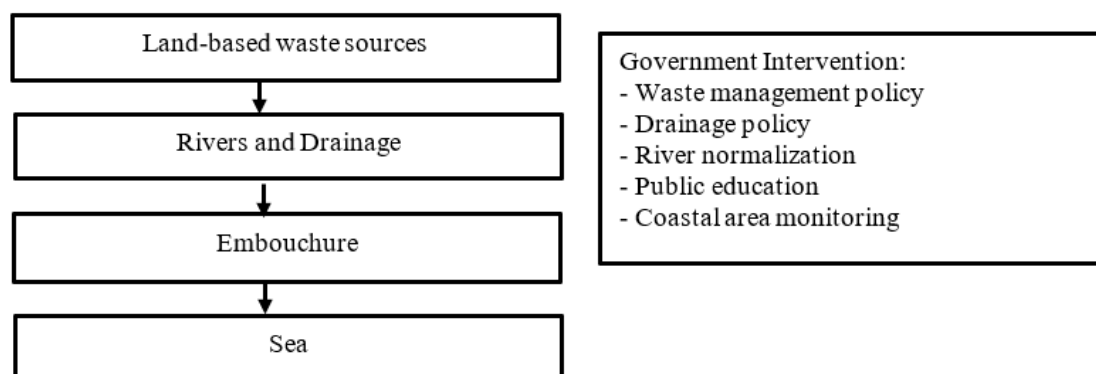 Land-based waste sources
Rivers and Drainage
Embouchure
Sea
Government Intervention:
- Waste management policy
- Drainage policy
- River normalization
- Public education
- Coastal area monitoring